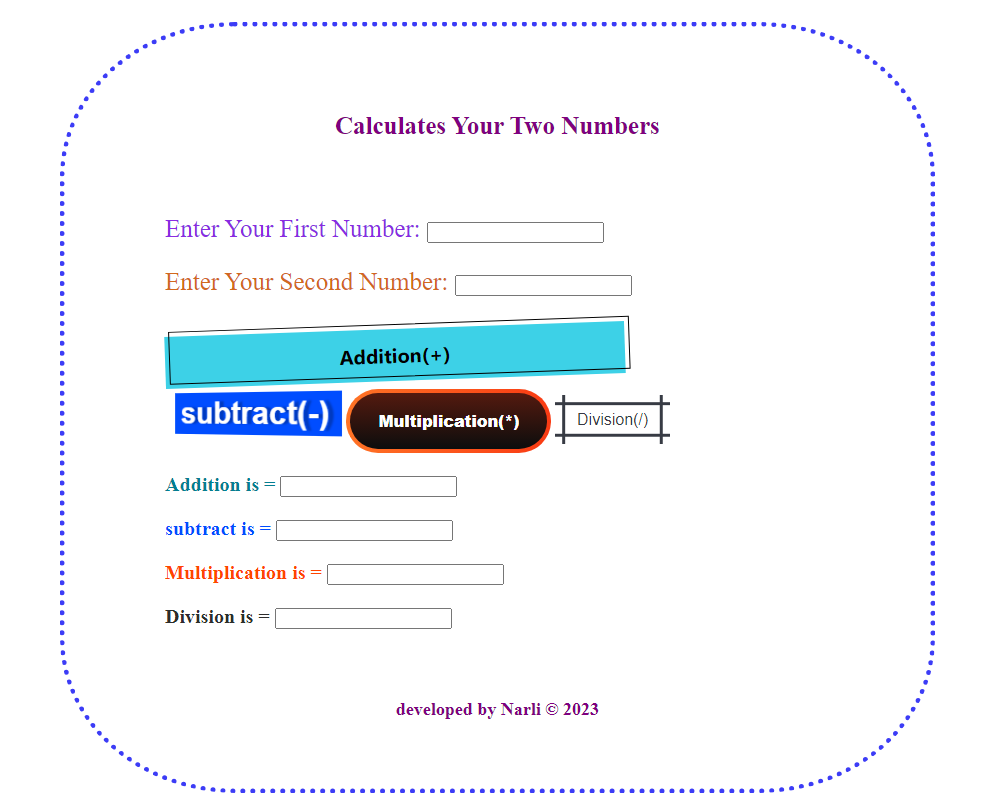 Calculates Your Two Numbers
Enter Your First Number:
Enter Your Second Number:
Addition(+)
subtract(-) Multiplication(*) Division(/)
Addition is =
subtract is =
Multiplication is =
Division is =
developed by Narli © 2023